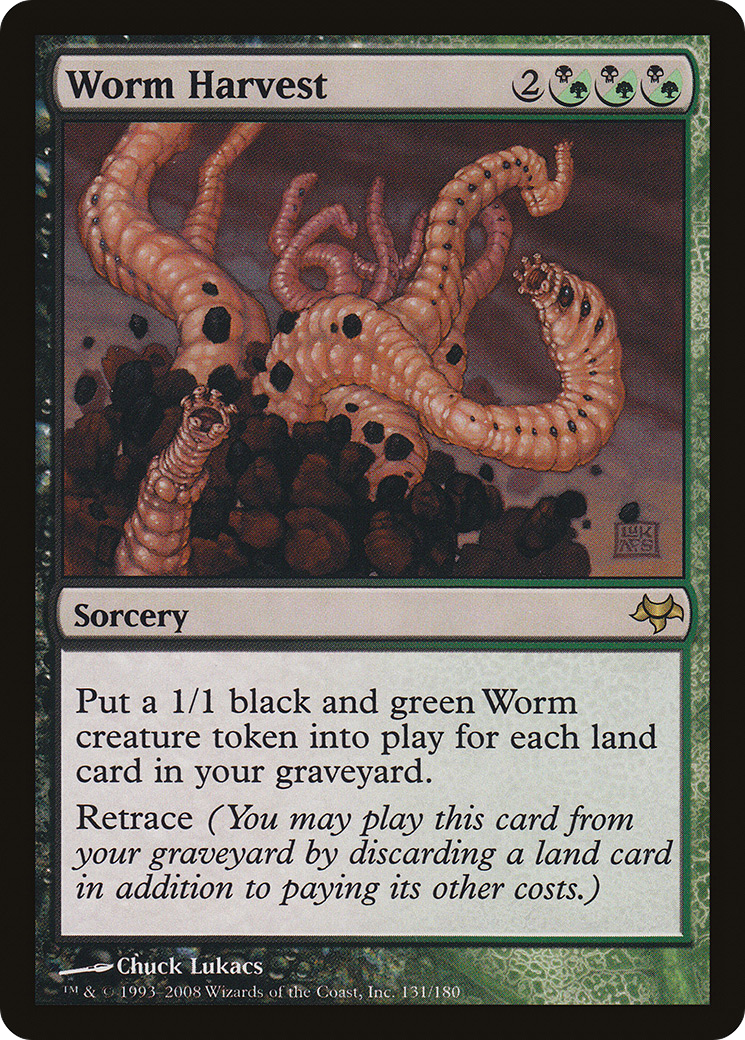 Worm Harvest 2
LUK
ACS
Sorcery
Put a 1/1 black and green Worm
creature token into play for each land
card in your graveyard.
Retrace (You may play this card from
your graveyard by discarding a land card
in addition to paying its other costs.)
Chuck Lukacs
™ & © 1993–2008 Wizards of the Coast, Inc. 131/180